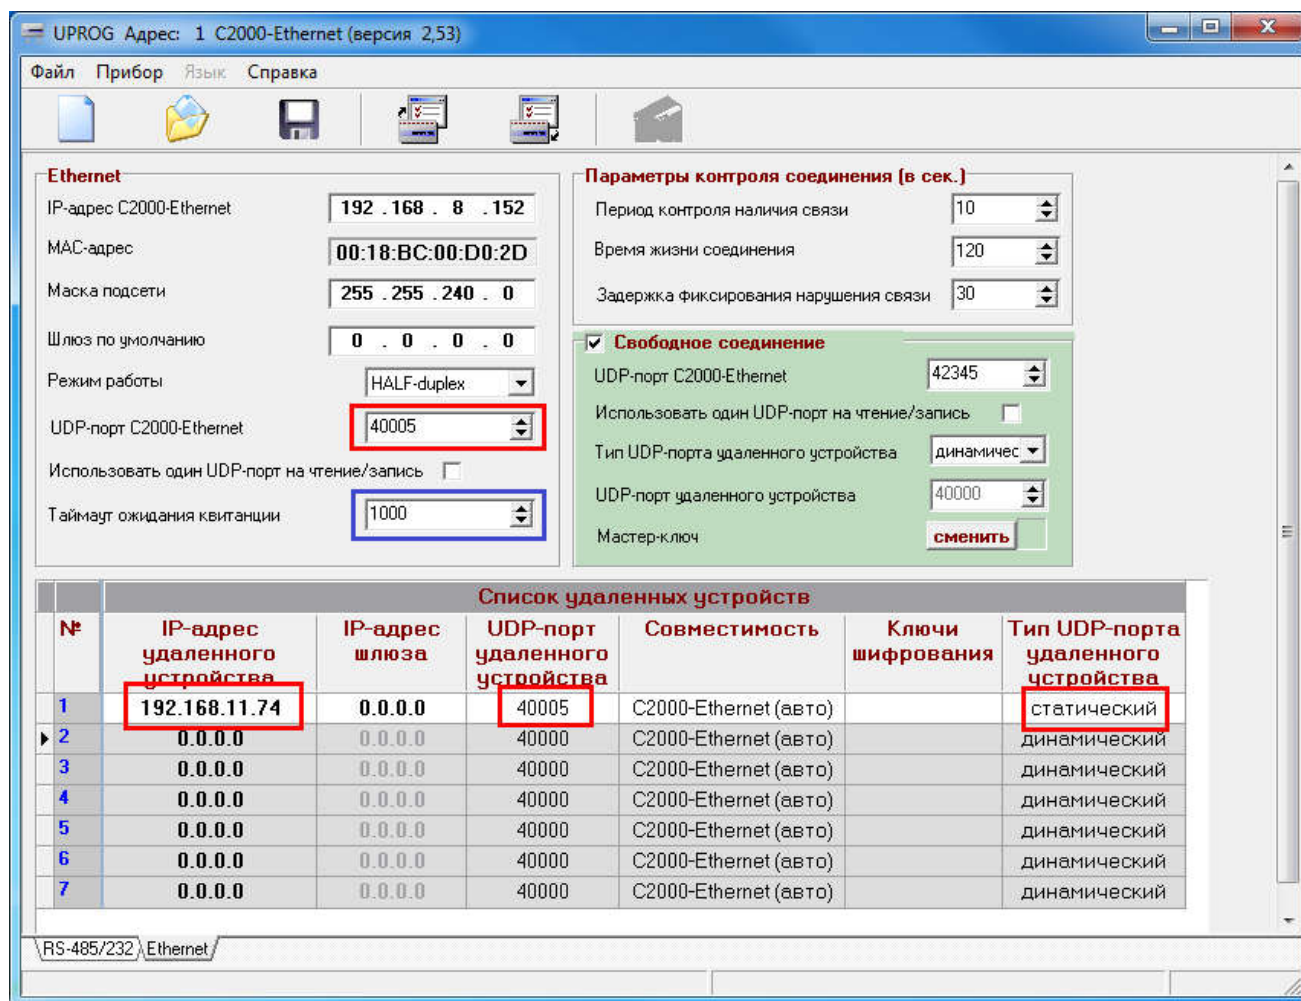 UPROG Адрес: 1 С2000-Ethernet (версия 2,53)
Файл Прибор Язык Справка
Ethernet
IP-адрес С2000-Ethernet 192 . 168 . 8 . 152
MAC-адрес 00:18:BC:00:D0:2D
Маска подсети 255 . 255 . 240 . 0
Шлюз по умолчанию 0 . 0 . 0 . 0
Режим работы HALF-duplex
UDP-порт С2000-Ethernet 40005
Использовать один UDP-порт на чтение/запись
Таймаут ожидания квитанции 1000
Параметры контроля соединения (в сек.)
Период контроля наличия связи 10
Время жизни соединения 120
Задержка фиксирования нарушения связи 30
Свободное соединение
UDP-порт С2000-Ethernet 42345
Использовать один UDP-порт на чтение/запись
Тип UDP-порта удаленного устройства динамичес
UDP-порт удаленного устройства 40000
Мастер-ключ сменить
Список удаленных устройств
№ IP-адрес удаленного устройства IP-адрес шлюза UDP-порт удаленного устройства Совместимость Ключи шифрования Тип UDP-порта удаленного устройства
1 192.168.11.74 0.0.0.0 40005 С2000-Ethernet (авто) статический
2 0.0.0.0 0.0.0.0 40000 С2000-Ethernet (авто) динамический
3 0.0.0.0 0.0.0.0 40000 С2000-Ethernet (авто) динамический
4 0.0.0.0 0.0.0.0 40000 С2000-Ethernet (авто) динамический
5 0.0.0.0 0.0.0.0 40000 С2000-Ethernet (авто) динамический
6 0.0.0.0 0.0.0.0 40000 С2000-Ethernet (авто) динамический
7 0.0.0.0 0.0.0.0 40000 С2000-Ethernet (авто) динамический
RS-485/232 Ethernet